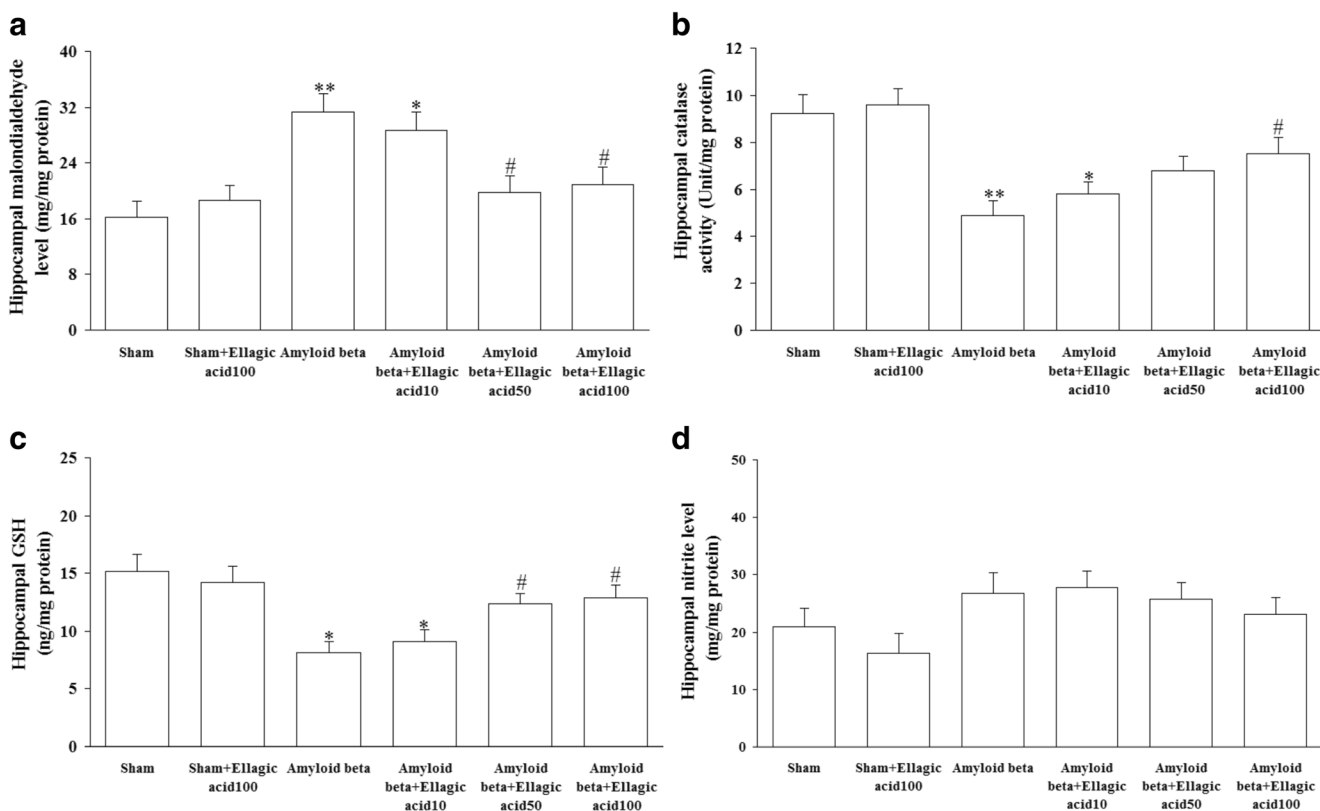 a
Hippocampal malondialdehyde
level (mg/mg protein)
40
32
24
16
8
0
**
*
#
#
Sham
Sham+Ellagic
acid100
Amyloid beta
Amyloid
beta+Ellagic
acid10
Amyloid
beta+Ellagic
acid50
Amyloid
beta+Ellagic
acid100
b
Hippocampal catalase
activity (Unit/mg protein)
12
10
8
6
4
2
0
**
*
#
Sham
Sham+Ellagic
acid100
Amyloid beta
Amyloid
beta+Ellagic
acid10
Amyloid
beta+Ellagic
acid50
Amyloid
beta+Ellagic
acid100
c
Hippocampal GSH
(ng/mg protein)
25
20
15
10
5
0
*
*
#
#
Sham
Sham+Ellagic
acid100
Amyloid beta
Amyloid
beta+Ellagic
acid10
Amyloid
beta+Ellagic
acid50
Amyloid
beta+Ellagic
acid100
d
Hippocampal nitrite level
(mg/mg protein)
50
40
30
20
10
0
Sham
Sham+Ellagic
acid100
Amyloid beta
Amyloid
beta+Ellagic
acid10
Amyloid
beta+Ellagic
acid50
Amyloid
beta+Ellagic
acid100